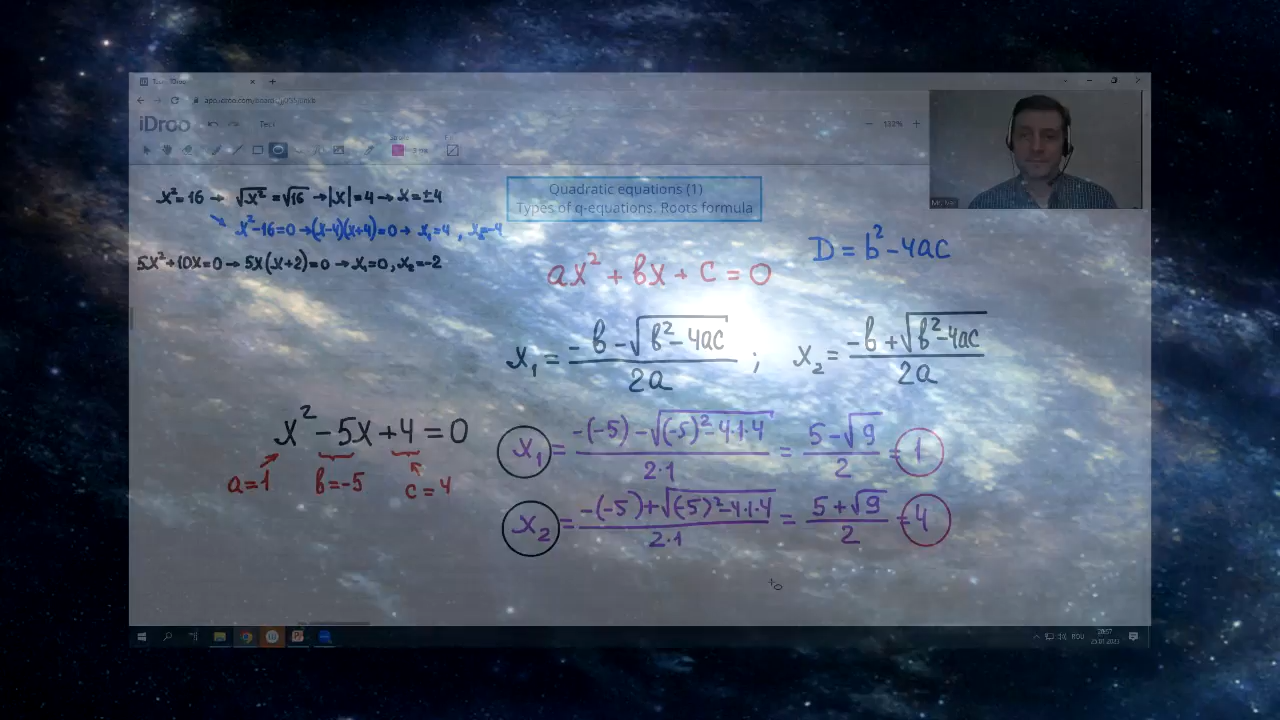 iDroo
132%
Quadratic equations (1)
Types of q-equations. Roots formula
x²=16 → √x² = √16 → |x| = 4 → x = ±4
x²-16=0 → (x-4)(x+4)=0 → x₁=4, x₂=-4
5x²+10x=0 → 5x(x+2)=0 → x₁=0, x₂=-2
D = b²-4ac
ax² + bx + c = 0
x₁ = (-b - √(b²-4ac)) / 2a ; x₂ = (-b + √(b²-4ac)) / 2a
x² - 5x + 4 = 0
a=1 b=-5 c=4
x₁ = (-(-5) - √((-5)²-4·1·4)) / 2·1 = (5-√9) / 2 = 1
x₂ = (-(-5) + √((-5)²-4·1·4)) / 2·1 = (5+√9) / 2 = 4